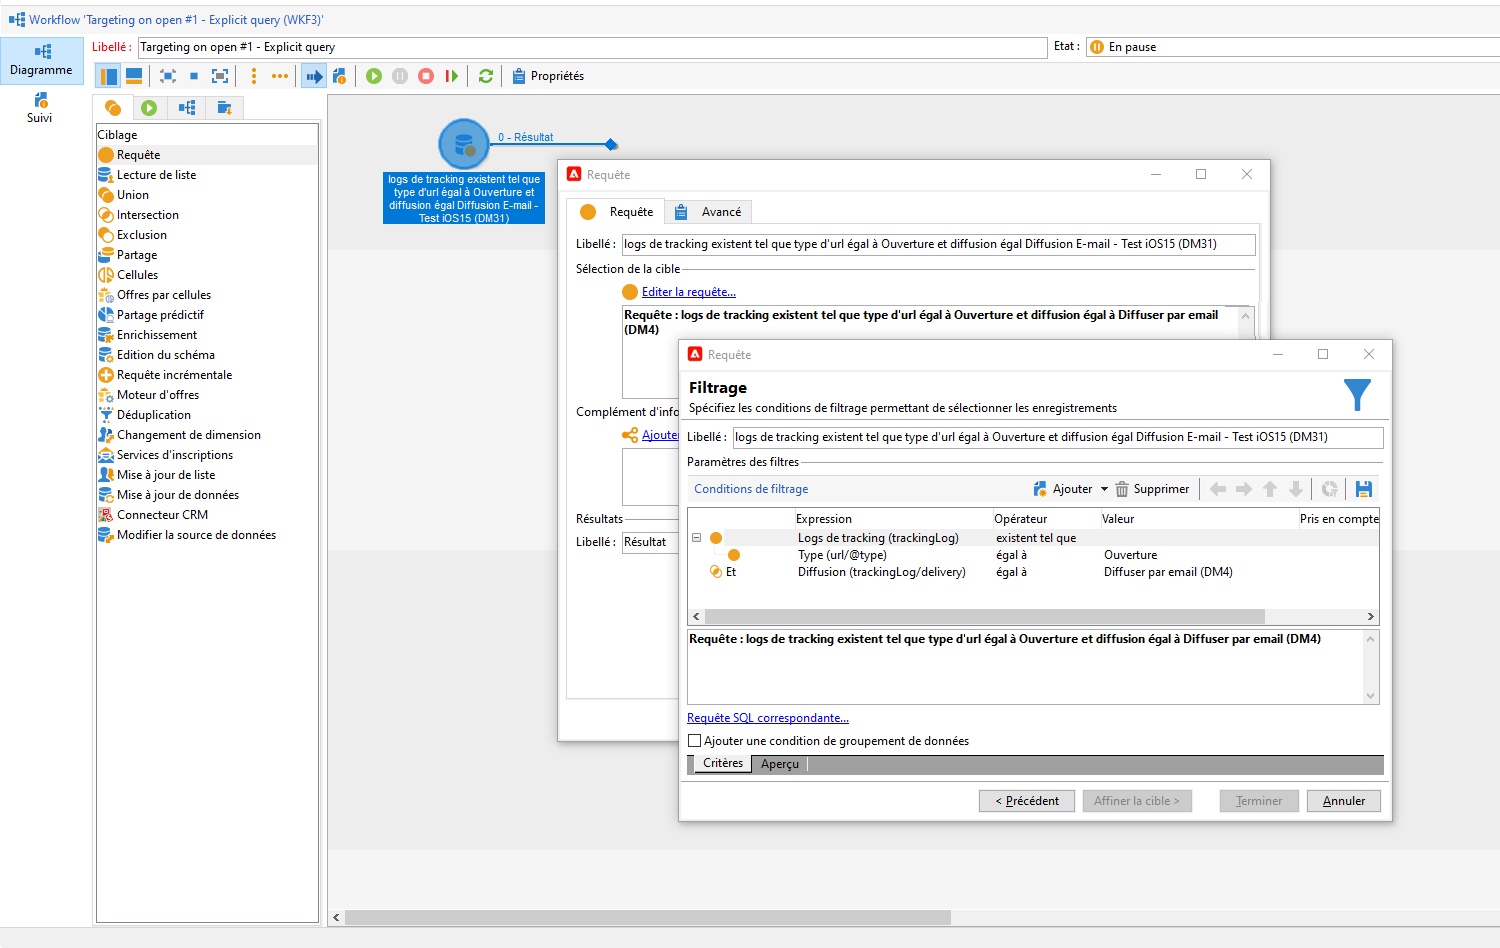 Workflow 'Targeting on open #1 - Explicit query (WKF3)'
Diagramme
Suivi
Libellé : Targeting on open #1 - Explicit query
Etat : En pause
Propriétés
Ciblage
Requête
Lecture de liste
Union
Intersection
Exclusion
Partage
Cellules
Offres par cellules
Partage prédictif
Enrichissement
Edition du schéma
Requête incrémentale
Moteur d'offres
Déduplication
Changement de dimension
Services d'inscriptions
Mise à jour de liste
Mise à jour de données
Connecteur CRM
Modifier la source de données
0 - Résultat
logs de tracking existent tel que
type d'url égal à Ouverture et
diffusion égal Diffusion E-mail -
Test iOS15 (DM31)
Requête
Requête Avancé
Libellé : logs de tracking existent tel que type d'url égal à Ouverture et diffusion égal Diffusion E-mail - Test iOS15 (DM31)
Sélection de la cible
Editer la requête...
Requête : logs de tracking existent tel que type d'url égal à Ouverture et diffusion égal à Diffuser par email
(DM4)
Complément d'info
Ajouter
Résultats
Libellé : Résultat
Requête
Filtrage
Spécifiez les conditions de filtrage permettant de sélectionner les enregistrements
Libellé : logs de tracking existent tel que type d'url égal à Ouverture et diffusion égal Diffusion E-mail - Test iOS15 (DM31)
Paramètres des filtres
Conditions de filtrage Ajouter Supprimer
Expression Opérateur Valeur Pris en compte
Logs de tracking (trackingLog) existent tel que
Type (url/@type) égal à Ouverture
Et Diffusion (trackingLog/delivery) égal à Diffuser par email (DM4)
Requête : logs de tracking existent tel que type d'url égal à Ouverture et diffusion égal à Diffuser par email (DM4)
Requête SQL correspondante...
Ajouter une condition de groupement de données
Critères Aperçu
< Précédent Affiner la cible > Terminer Annuler